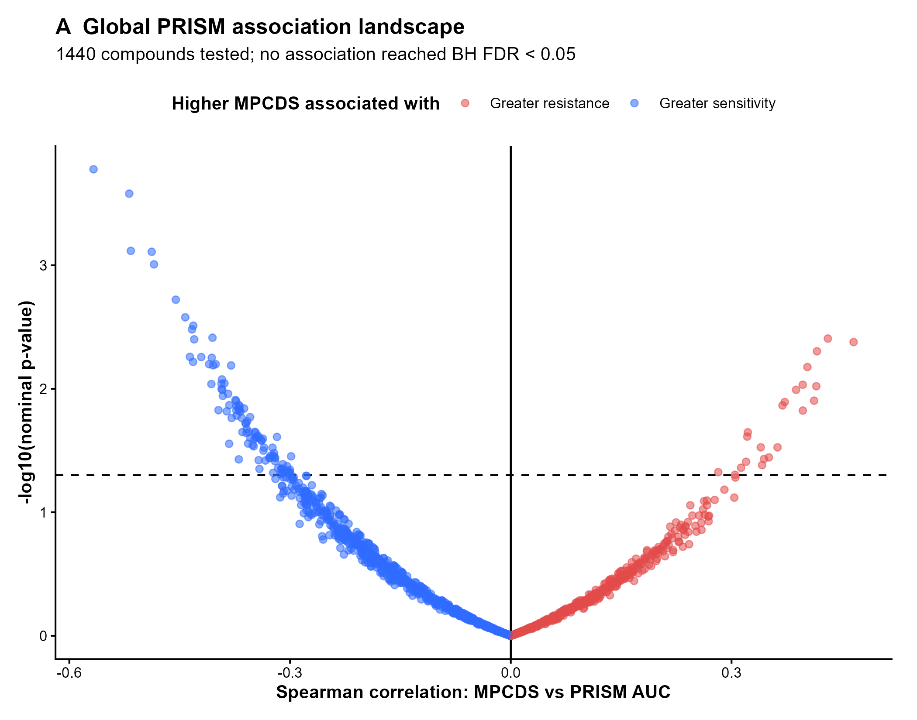 A Global PRISM association landscape
1440 compounds tested; no association reached BH FDR < 0.05
Higher MPCDS associated with Greater resistance Greater sensitivity
-log10(nominal p-value)
3
2
1
0
-0.6 -0.3 0.0 0.3
Spearman correlation: MPCDS vs PRISM AUC